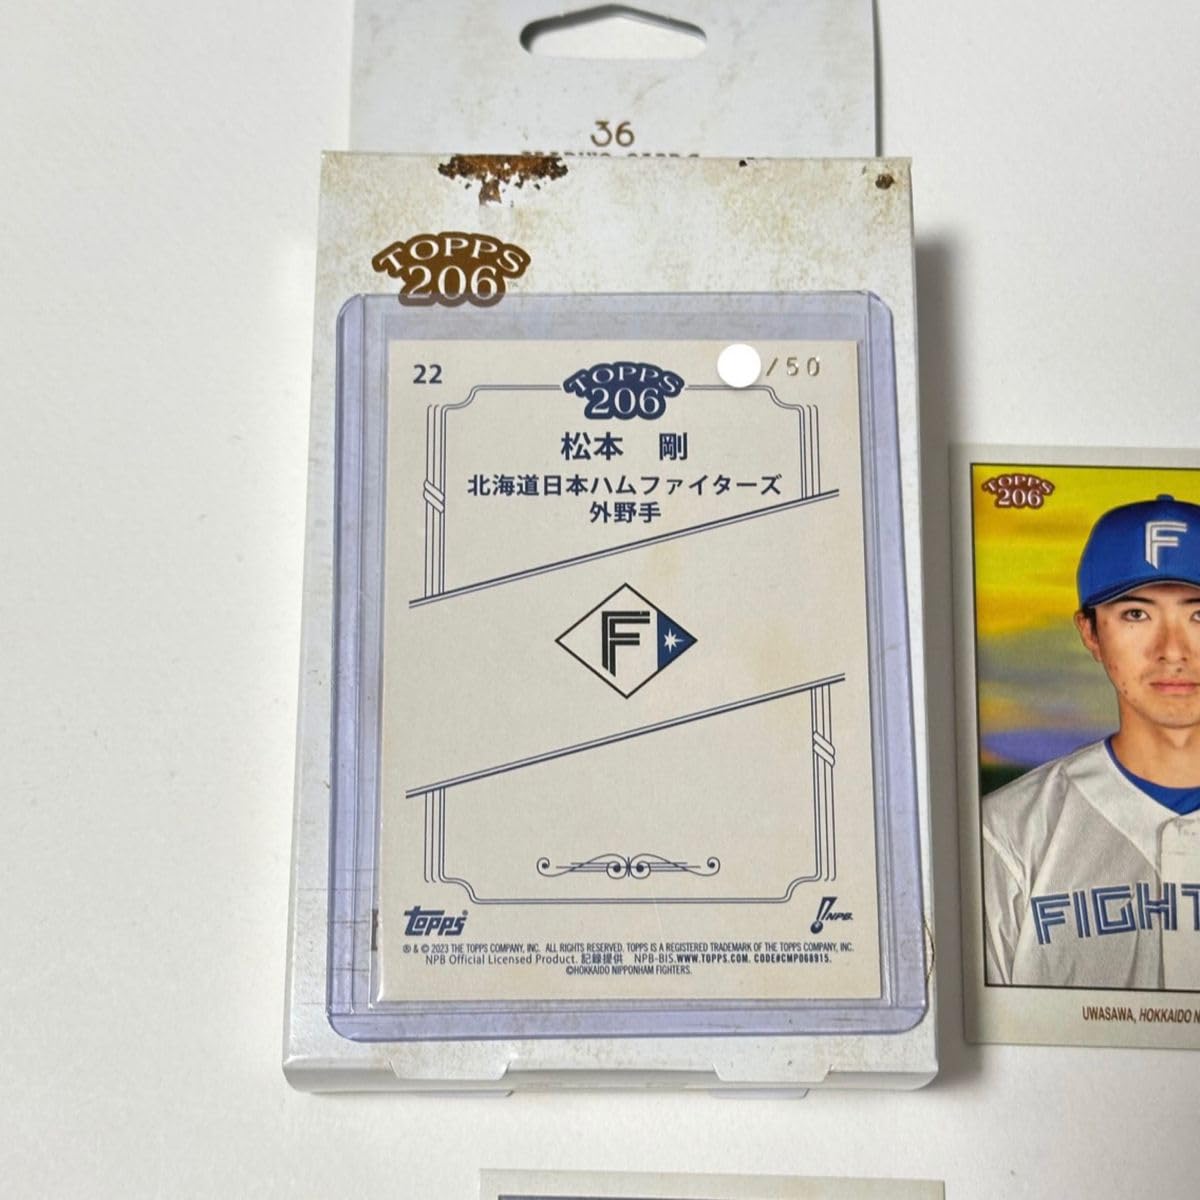 36
TOPPS
206
22
TOPPS
206
/50
松本 剛
北海道日本ハムファイターズ
外野手
F
topps®
NPB.
® & © 2023 THE TOPPS COMPANY, INC. ALL RIGHTS RESERVED. TOPPS IS A REGISTERED TRADEMARK OF THE TOPPS COMPANY, INC.
NPB Official Licensed Product. 記録提供 NPB-BIS.WWW.TOPPS.COM. CODE#CMP068915.
©HOKKAIDO NIPPONHAM FIGHTERS.
TOPPS
206
F
FIGHT
UWASAWA, HOKKAIDO N